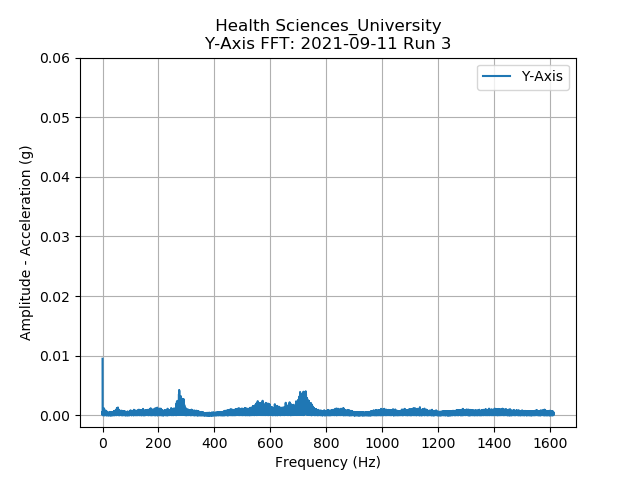 Health Sciences_University
Y-Axis FFT: 2021-09-11 Run 3
Y-Axis
0.06
0.05
0.04
0.03
0.02
0.01
0.00
Amplitude - Acceleration (g)
0 200 400 600 800 1000 1200 1400 1600
Frequency (Hz)